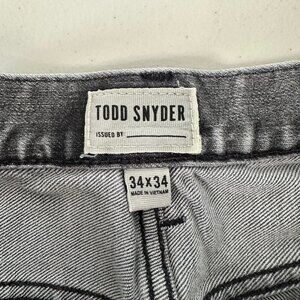 TODD SNYDER
ISSUED BY
34X34
MADE IN VIETNAM